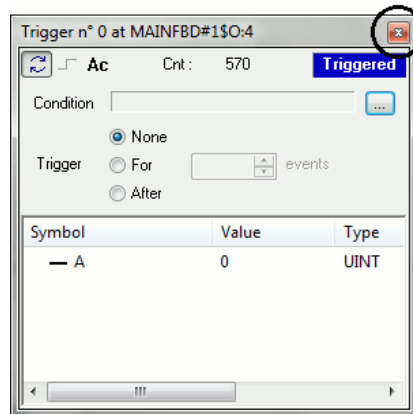 Trigger n° 0 at MAINFBD#1$O:4
Ac Cnt : 570 Triggered
Condition ...
None
Trigger For events
After
Symbol Value Type
A 0 UINT